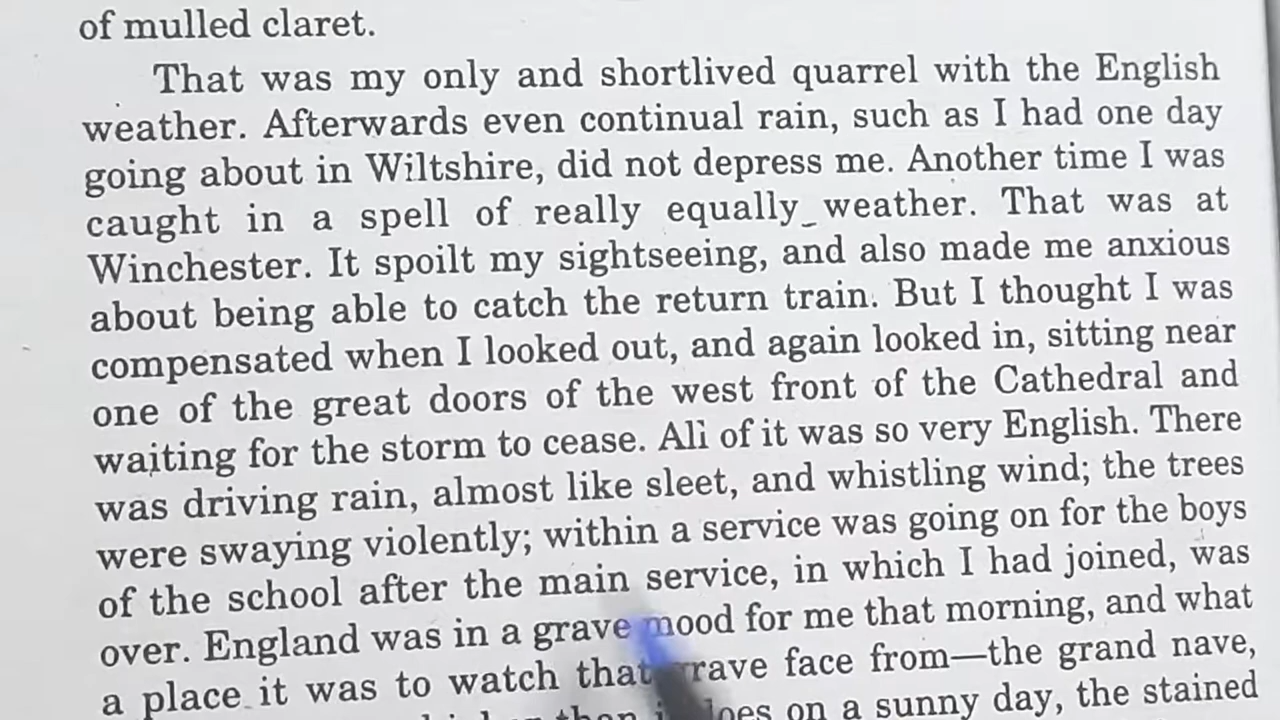 of mulled claret.
That was my only and shortlived quarrel with the English
weather. Afterwards even continual rain, such as I had one day
going about in Wiltshire, did not depress me. Another time I was
caught in a spell of really equally_weather. That was at
Winchester. It spoilt my sightseeing, and also made me anxious
about being able to catch the return train. But I thought I was
compensated when I looked out, and again looked in, sitting near
one of the great doors of the west front of the Cathedral and
waiting for the storm to cease. Alì of it was so very English. There
was driving rain, almost like sleet, and whistling wind; the trees
were swaying violently; within a service was going on for the boys
of the school after the main service, in which I had joined, was
over. England was in a grave mood for me that morning, and what
a place it was to watch that grave face from—the grand nave,
than on a sunny day, the stained